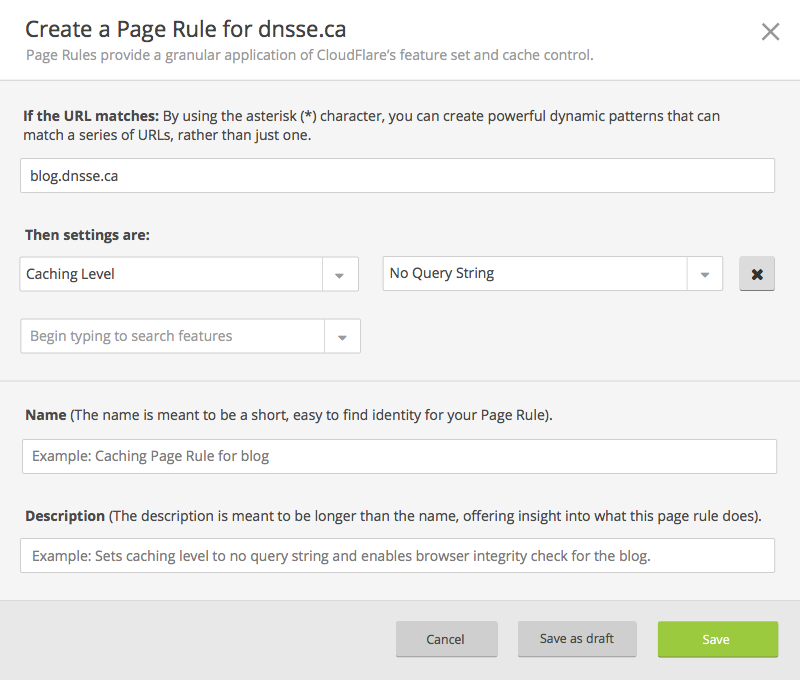 Create a Page Rule for dnsse.ca
Page Rules provide a granular application of CloudFlare's feature set and cache control.
If the URL matches: By using the asterisk (*) character, you can create powerful dynamic patterns that can
match a series of URLs, rather than just one.
blog.dnsse.ca
Then settings are:
Caching Level
No Query String
Begin typing to search features
Name (The name is meant to be a short, easy to find identity for your Page Rule).
Example: Caching Page Rule for blog
Description (The description is meant to be longer than the name, offering insight into what this page rule does).
Example: Sets caching level to no query string and enables browser integrity check for the blog.
Cancel
Save as draft
Save